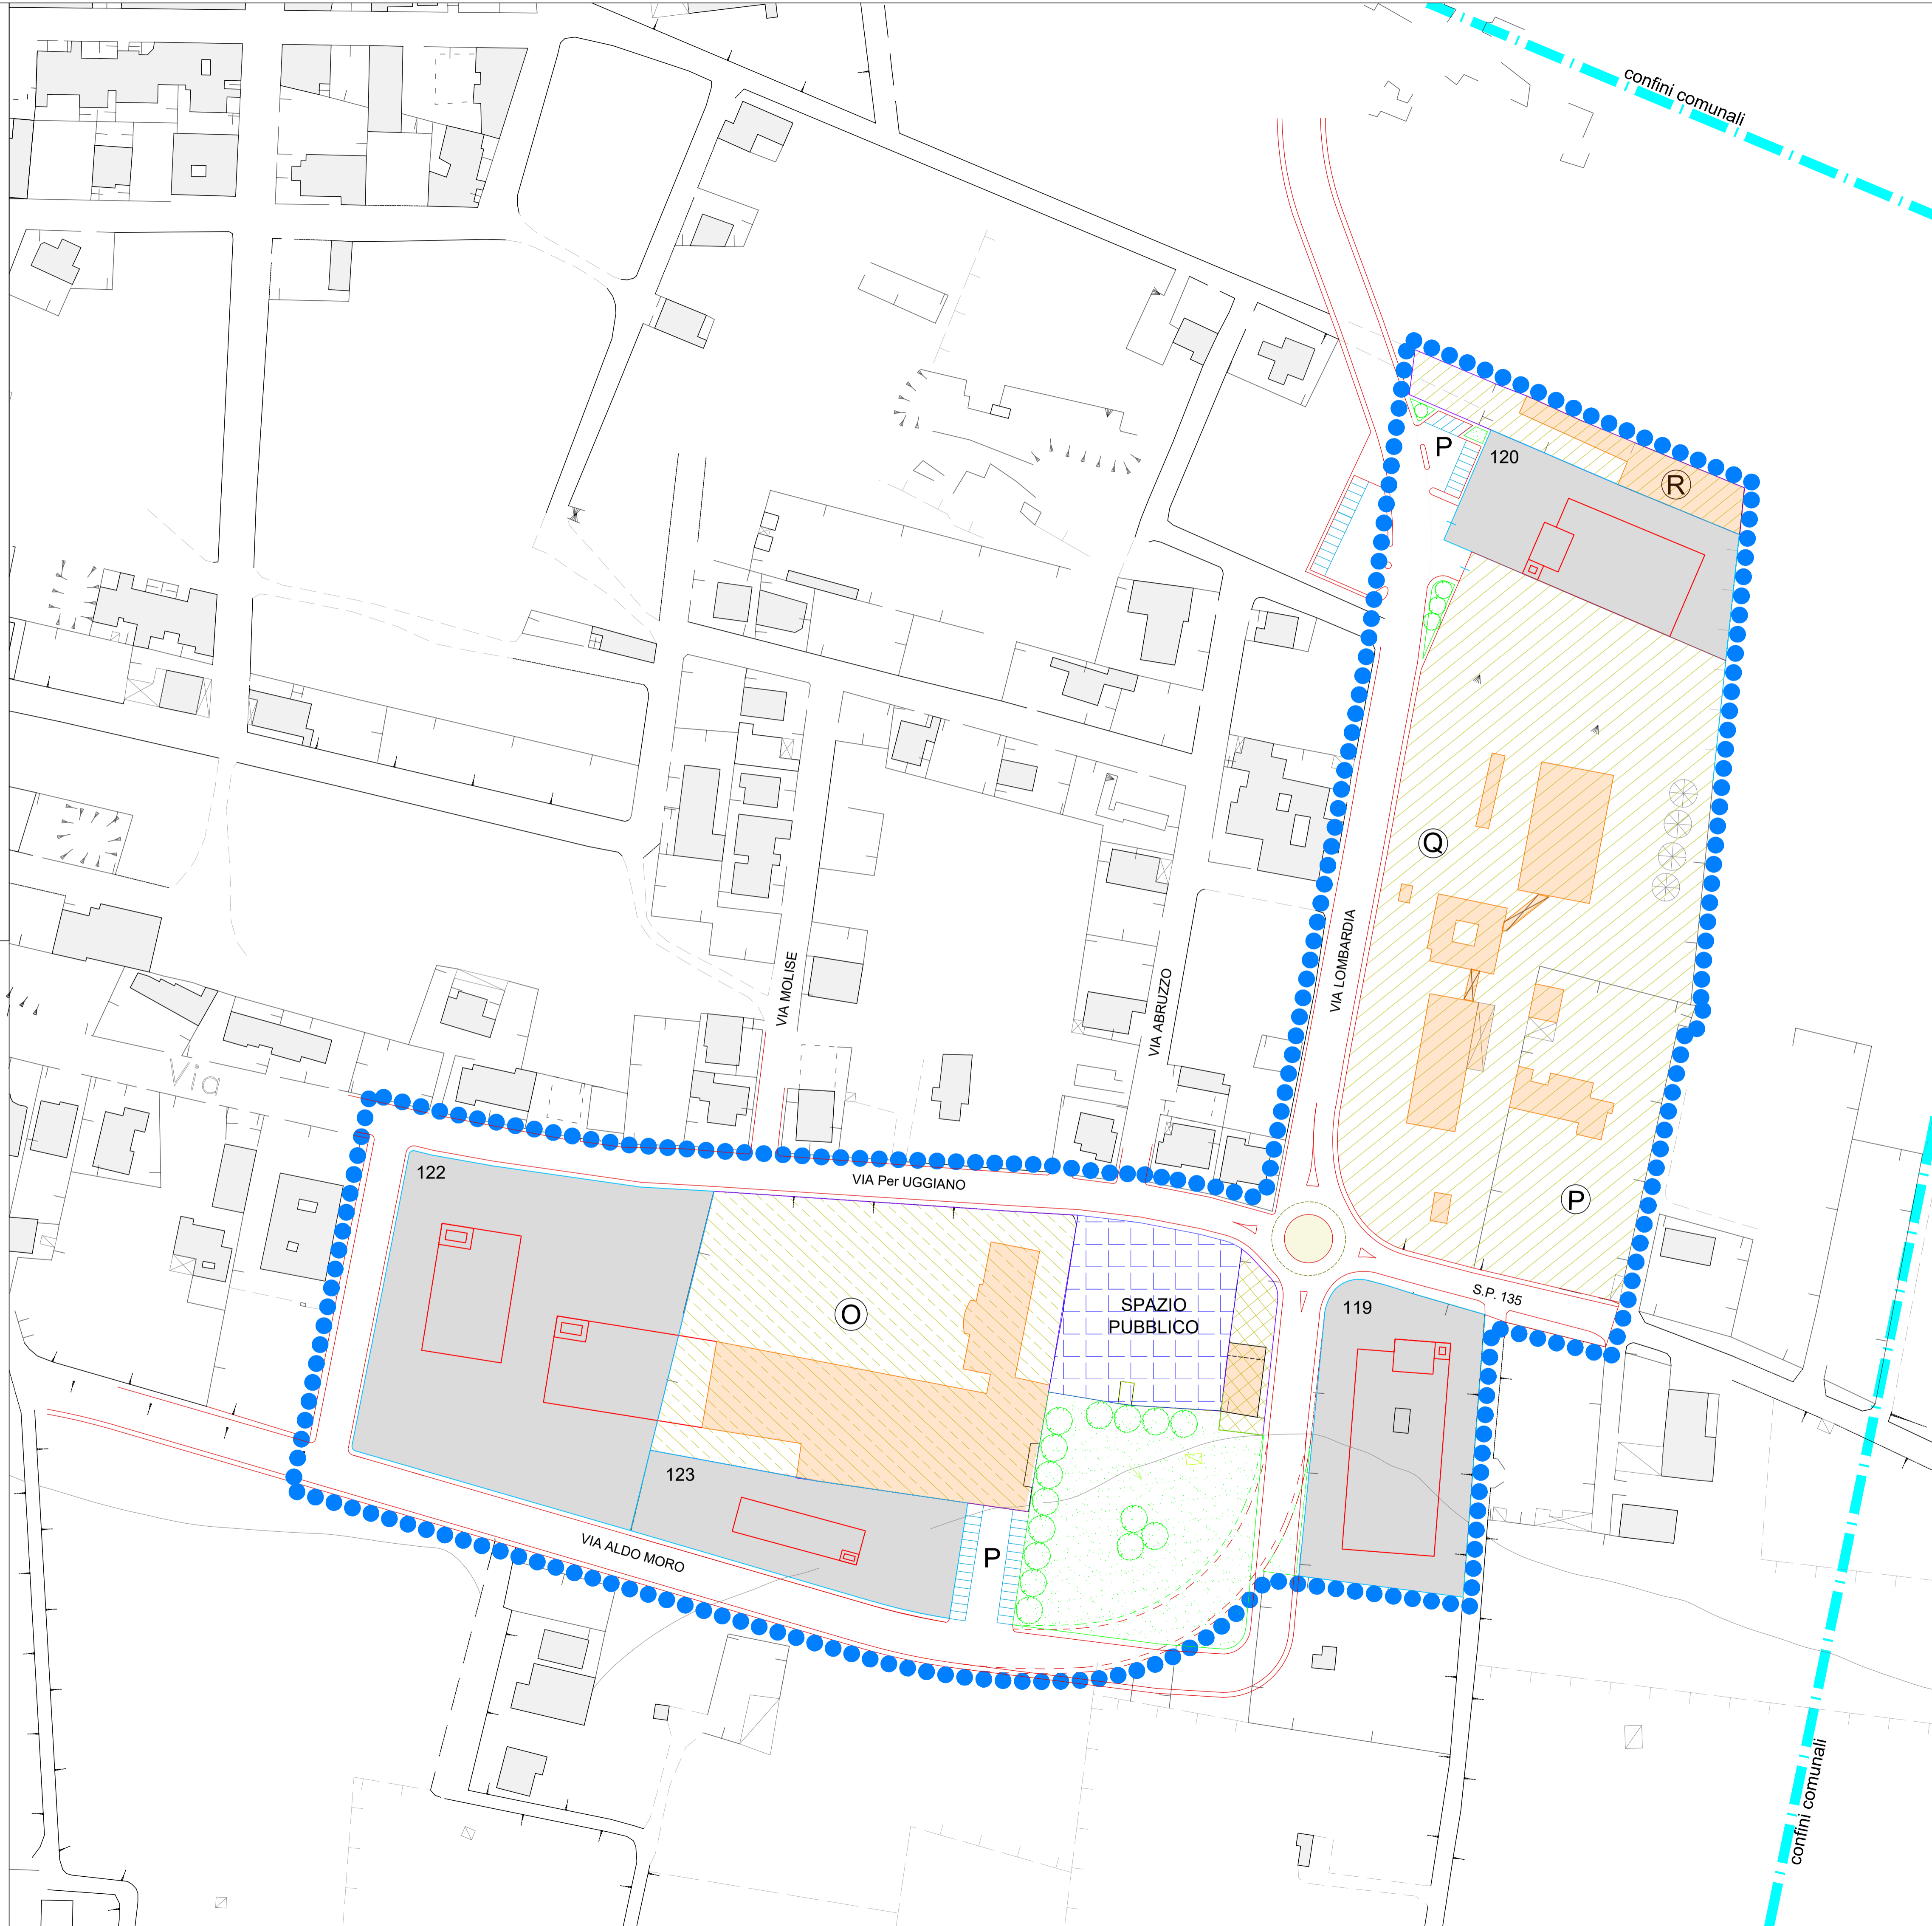 confini comunali
P
120
R
Q
VIA LOMBARDIA
VIA MOLISE
VIA ABRUZZO
Via
122
VIA Per UGGIANO
P
O
SPAZIO
PUBBLICO
119
S.P. 135
123
VIA ALDO MORO
P
confini comunali